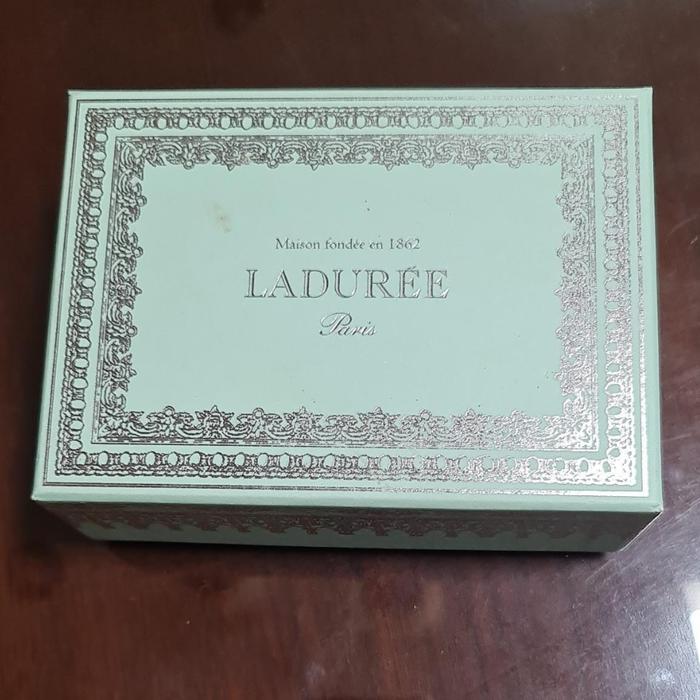 Maison fondée en 1862
LADURÉE
Paris